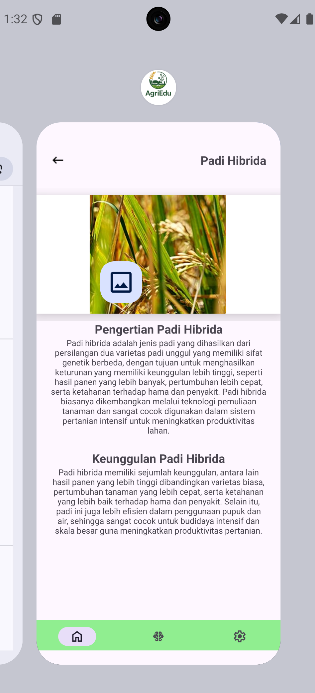 1:32
AgriEdu
Padi Hibrida
Pengertian Padi Hibrida
Padi hibrida adalah jenis padi yang dihasilkan dari
persilangan dua varietas padi unggul yang memiliki sifat
genetik berbeda, dengan tujuan untuk menghasilkan
keturunan yang memiliki keunggulan lebih tinggi, seperti
hasil panen yang lebih banyak, pertumbuhan lebih cepat,
serta ketahanan terhadap hama dan penyakit. Padi hibrida
biasanya dikembangkan melalui teknologi pemuliaan
tanaman dan sangat cocok digunakan dalam sistem
pertanian intensif untuk meningkatkan produktivitas
lahan.
Keunggulan Padi Hibrida
Padi hibrida memiliki sejumlah keunggulan, antara lain
hasil panen yang lebih tinggi dibandingkan varietas biasa,
pertumbuhan tanaman yang lebih cepat, serta ketahanan
yang lebih baik terhadap hama dan penyakit. Selain itu,
padi ini juga lebih efisien dalam penggunaan pupuk dan
air, sehingga sangat cocok untuk budidaya intensif dan
skala besar guna meningkatkan produktivitas pertanian.